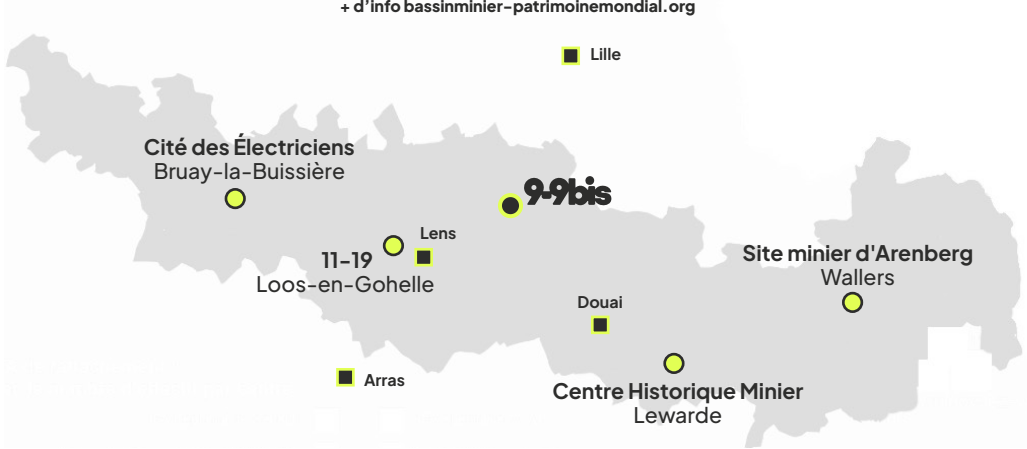 + d'info bassinminier-patrimoinemondial.org
Lille
Cité des Électriciens
Bruay-la-Buissière
9-9bis
Lens
11-19
Loos-en-Gohelle
Site minier d'Arenberg
Wallers
Douai
Arras
Centre Historique Minier
Lewarde